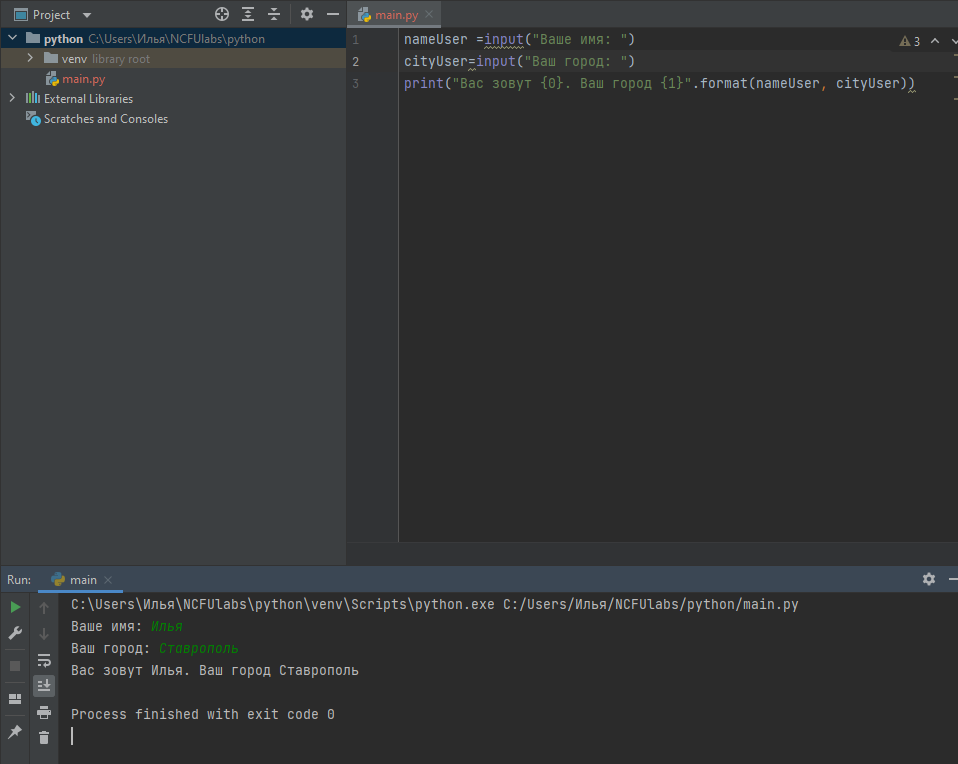 Project
main.py
python C:\Users\Илья\NCFUlabs\python
venv library root
main.py
External Libraries
Scratches and Consoles
1 nameUser =input("Ваше имя: ")
3
2 cityUser=input("Ваш город: ")
3 print("Вас зовут {0}. Ваш город {1}".format(nameUser, cityUser))
Run: main
C:\Users\Илья\NCFUlabs\python\venv\Scripts\python.exe C:/Users/Илья/NCFUlabs/python/main.py
Ваше имя: Илья
Ваш город: Ставрополь
Вас зовут Илья. Ваш город Ставрополь
Process finished with exit code 0